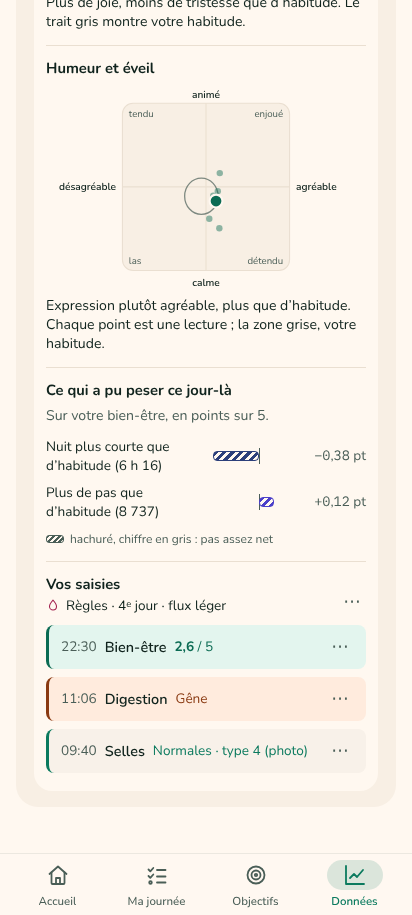 Plus de joie, moins de tristesse que d'habitude. Le
trait gris montre votre habitude.
Humeur et éveil
animé
tendu
enjoué
désagréable
agréable
las
détendu
calme
Expression plutôt agréable, plus que d'habitude.
Chaque point est une lecture ; la zone grise, votre
habitude.
Ce qui a pu peser ce jour-là
Sur votre bien-être, en points sur 5.
Nuit plus courte que
d'habitude (6 h 16)
−0,38 pt
Plus de pas que
d'habitude (8 737)
+0,12 pt
hachuré, chiffre en gris : pas assez net
Vos saisies
Règles · 4ᵉ jour · flux léger
22:30 Bien-être 2,6 / 5
11:06 Digestion Gêne
09:40 Selles Normales · type 4 (photo)
Accueil
Ma journée
Objectifs
Données